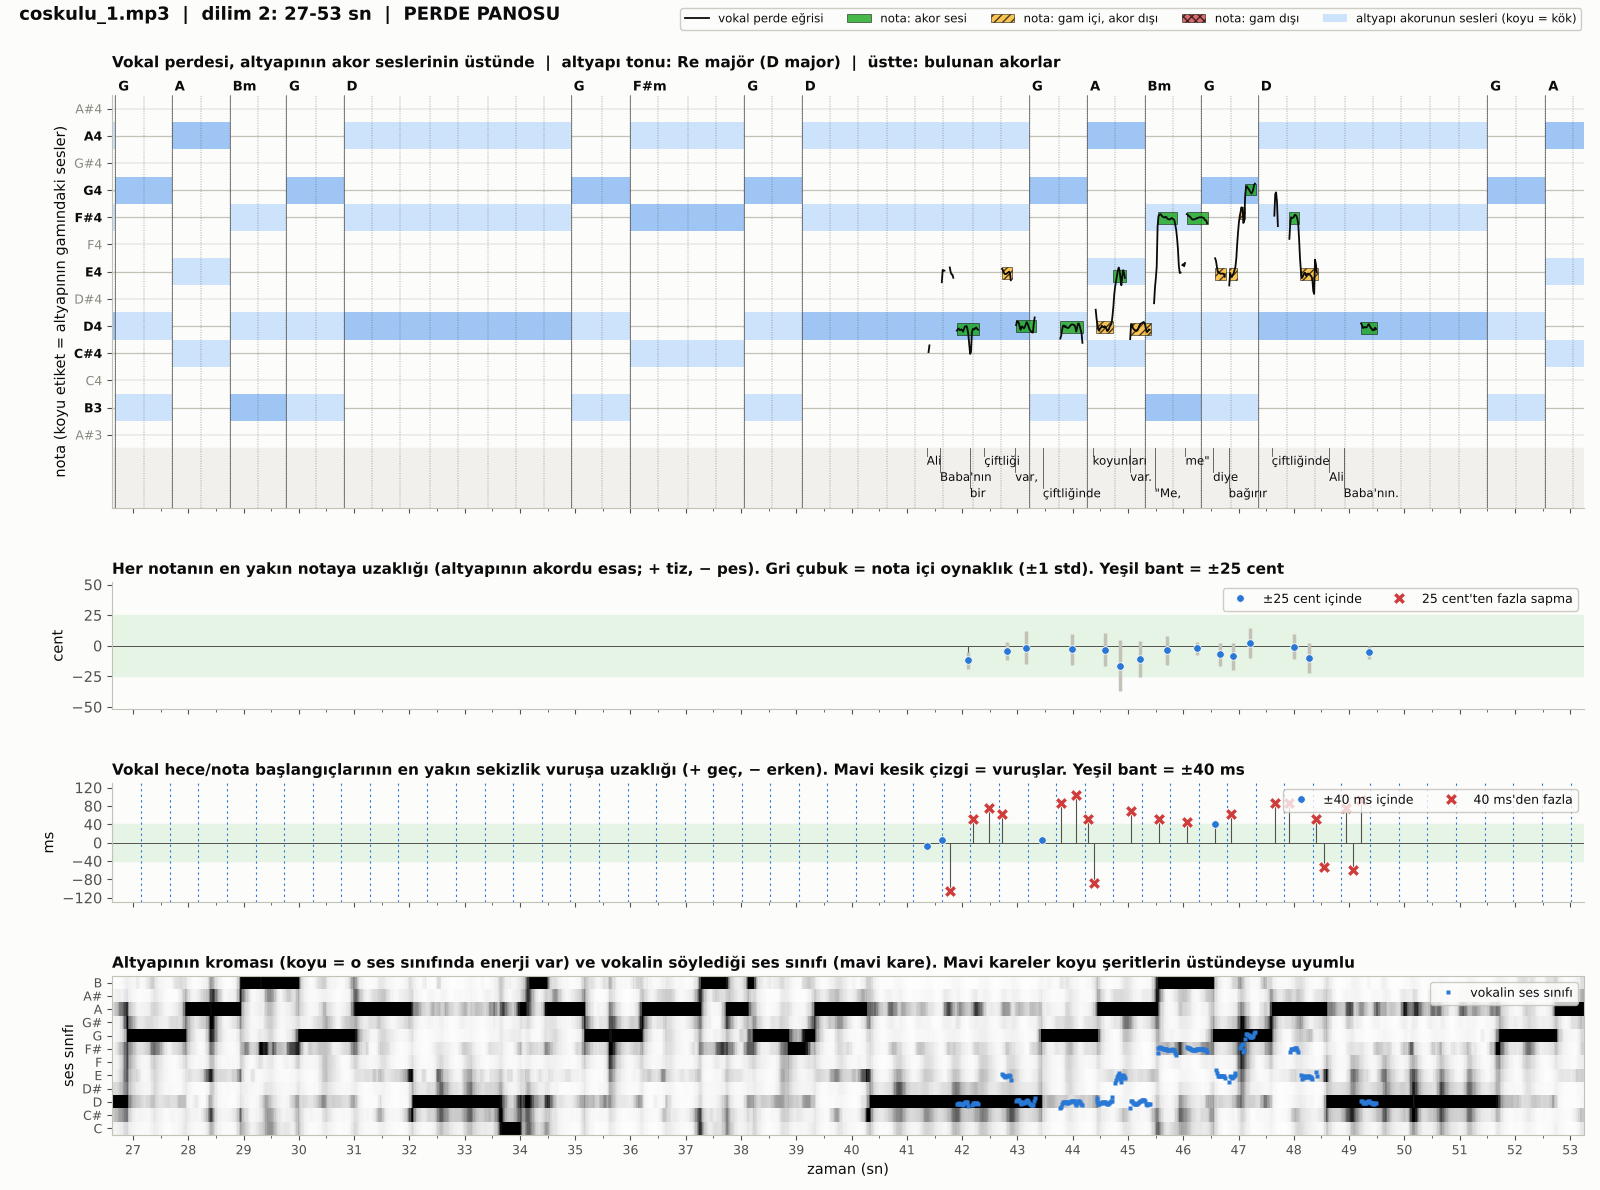 coskulu_1.mp3 | dilim 2: 27-53 sn | PERDE PANOSU
vokal perde eğrisi nota: akor sesi nota: gam içi, akor dışı nota: gam dışı altyapı akorunun sesleri (koyu = kök)
Vokal perdesi, altyapının akor seslerinin üstünde | altyapı tonu: Re majör (D major) | üstte: bulunan akorlar
G A Bm G D G F#m G D G A Bm G D G A
nota (koyu etiket = altyapının gamındaki sesler)
A#4
A4
G#4
G4
F#4
F4
E4
D#4
D4
C#4
C4
B3
A#3
Ali çiftliği koyunları me" çiftliğinde
Baba'nın var, var. diye Ali
bir çiftliğinde "Me, bağırır Baba'nın.
Her notanın en yakın notaya uzaklığı (altyapının akordu esas; + tiz, − pes). Gri çubuk = nota içi oynaklık (±1 std). Yeşil bant = ±25 cent
±25 cent içinde 25 cent'ten fazla sapma
cent
50
25
0
−25
−50
Vokal hece/nota başlangıçlarının en yakın sekizlik vuruşa uzaklığı (+ geç, − erken). Mavi kesik çizgi = vuruşlar. Yeşil bant = ±40 ms
±40 ms içinde 40 ms'den fazla
ms
120
80
40
0
−40
−80
−120
Altyapının kroması (koyu = o ses sınıfında enerji var) ve vokalin söylediği ses sınıfı (mavi kare). Mavi kareler koyu şeritlerin üstündeyse uyumlu
vokalin ses sınıfı
ses sınıfı
B
A#
A
G#
G
F#
F
E
D#
D
C#
C
27 28 29 30 31 32 33 34 35 36 37 38 39 40 41 42 43 44 45 46 47 48 49 50 51 52 53
zaman (sn)